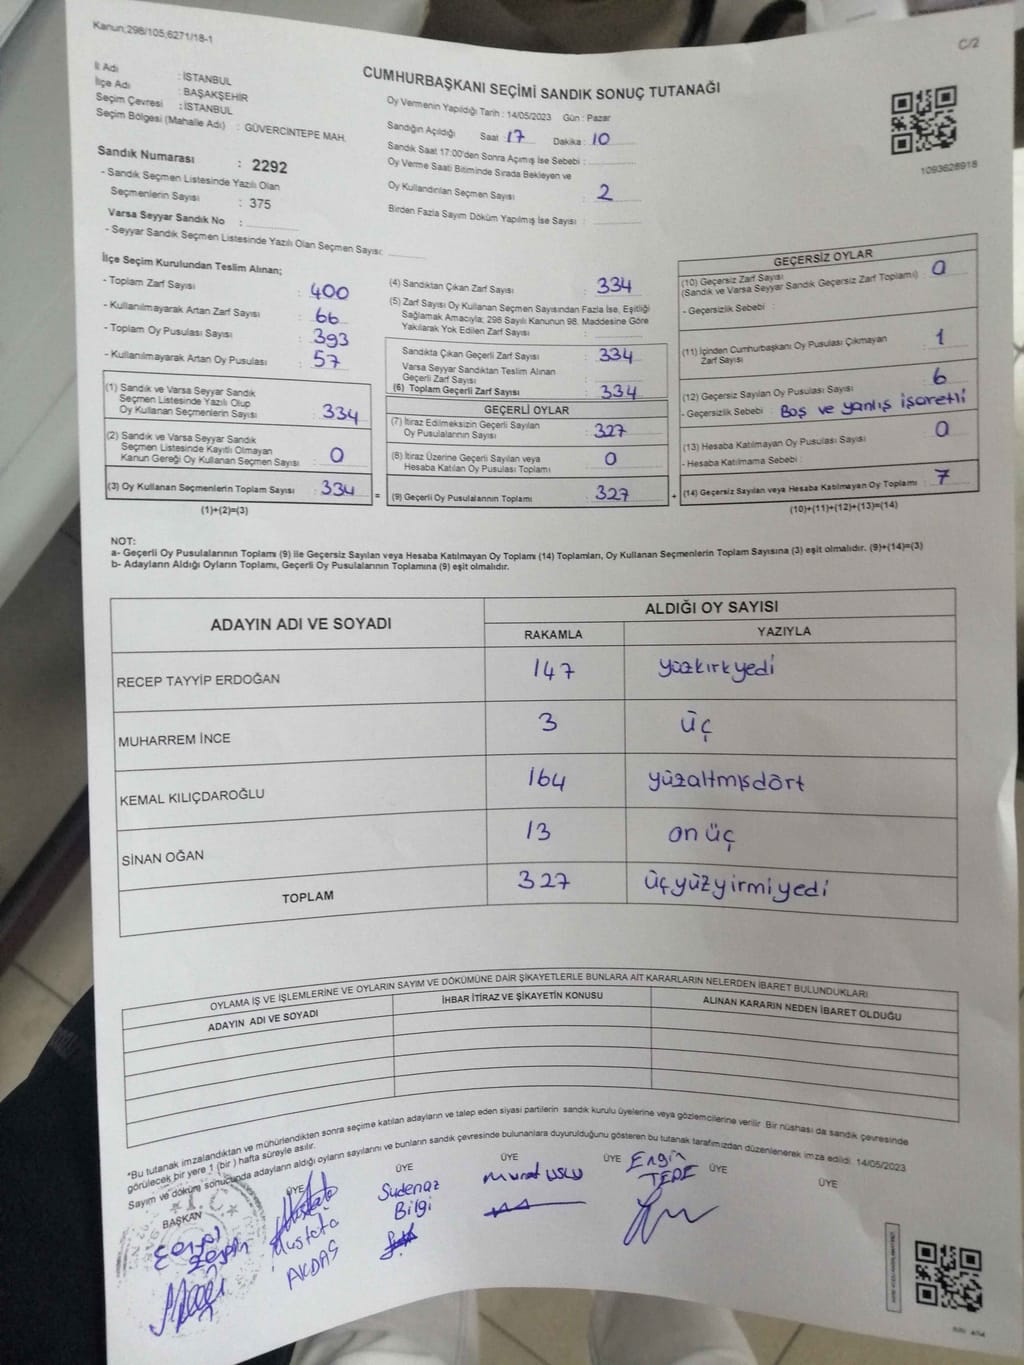 Kanun;298/105;6271/18-1
C/2
CUMHURBAŞKANI SEÇİMİ SANDIK SONUÇ TUTANAĞI
İl Adı : İSTANBUL
İlçe Adı : BAŞAKŞEHİR
Seçim Çevresi : İSTANBUL
Seçim Bölgesi (Mahalle Adı) : GÜVERCİNTEPE MAH.
Sandık Numarası : 2292
- Sandık Seçmen Listesinde Yazılı Olan
Seçmenlerin Sayısı : 375
Varsa Seyyar Sandık No :
- Seyyar Sandık Seçmen Listesinde Yazılı Olan Seçmen Sayısı:
Oy Vermenin Yapıldığı Tarih : 14/05/2023 Gün : Pazar
Sandığın Açıldığı Saat : 17 Dakika : 10
Sandık Saat 17:00'den Sonra Açımış İse Sebebi :
Oy Verme Saati Bitiminde Sırada Bekleyen ve
Oy Kullandırılan Seçmen Sayısı : 2
Birden Fazla Sayım Döküm Yapılmış İse Sayısı :
1093626918
İlçe Seçim Kurulundan Teslim Alınan;
- Toplam Zarf Sayısı : 400
- Kullanılmayarak Artan Zarf Sayısı : 66
- Toplam Oy Pusulası Sayısı : 393
- Kullanılmayarak Artan Oy Pusulası : 57
(1) Sandık ve Varsa Seyyar Sandık
Seçmen Listesinde Yazılı Olup
Oy Kullanan Seçmenlerin Sayısı : 334
(2) Sandık ve Varsa Seyyar Sandık
Seçmen Listesinde Kayıtlı Olmayan
Kanun Gereği Oy Kullanan Seçmen Sayısı : 0
(3) Oy Kullanan Seçmenlerin Toplam Sayısı : 334 =
(1)+(2)=(3)
(4) Sandıktan Çıkan Zarf Sayısı : 334
(5) Zarf Sayısı Oy Kullanan Seçmen Sayısından Fazla İse, Eşitliği
Sağlamak Amacıyla; 298 Sayılı Kanunun 98. Maddesine Göre
Yakılarak Yok Edilen Zarf Sayısı :
Sandıkta Çıkan Geçerli Zarf Sayısı : 334
Varsa Seyyar Sandıktan Teslim Alınan
Geçerli Zarf Sayısı :
(6) Toplam Geçerli Zarf Sayısı : 334
GEÇERLİ OYLAR
(7) İtiraz Edilmeksizin Geçerli Sayılan
Oy Pusulalarının Sayısı : 327
(8) İtiraz Üzerine Geçerli Sayılan veya
Hesaba Katılan Oy Pusulası Toplamı : 0
(9) Geçerli Oy Pusulalarının Toplamı : 327 +
GEÇERSİZ OYLAR
(10) Geçersiz Zarf Sayısı
(Sandık ve Varsa Seyyar Sandık Geçersiz Zarf Toplamı) : 0
- Geçersizlik Sebebi :
(11) İçinden Cumhurbaşkanı Oy Pusulası Çıkmayan
Zarf Sayısı : 1
(12) Geçersiz Sayılan Oy Pusulası Sayısı : 6
- Geçersizlik Sebebi : Boş ve yanlış işaretli
(13) Hesaba Katılmayan Oy Pusulası Sayısı : 0
- Hesaba Katılmama Sebebi :
(14) Geçersiz Sayılan veya Hesaba Katılmayan Oy Toplamı : 7
(10)+(11)+(12)+(13)=(14)
NOT:
a- Geçerli Oy Pusulalarının Toplamı (9) ile Geçersiz Sayılan veya Hesaba Katılmayan Oy Toplamı (14) Toplamları, Oy Kullanan Seçmenlerin Toplam Sayısına (3) eşit olmalıdır. (9)+(14)=(3)
b- Adayların Aldığı Oyların Toplamı, Geçerli Oy Pusulalarının Toplamına (9) eşit olmalıdır.
ADAYIN ADI VE SOYADI
ALDIĞI OY SAYISI
RAKAMLA YAZIYLA
RECEP TAYYİP ERDOĞAN 147 yüzkırkyedi
MUHARREM İNCE 3 üç
KEMAL KILIÇDAROĞLU 164 yüzaltmışdört
SİNAN OĞAN 13 on üç
TOPLAM 327 üçyüzyirmiyedi
OYLAMA İŞ VE İŞLEMLERİNE VE OYLARIN SAYIM VE DÖKÜMÜNE DAİR ŞİKAYETLERLE BUNLARA AİT KARARLARIN NELERDEN İBARET BULUNDUKLARI
ADAYIN ADI VE SOYADI İHBAR İTİRAZ VE ŞİKAYETİN KONUSU ALINAN KARARIN NEDEN İBARET OLDUĞU
*Bu tutanak imzalandıktan ve mühürlendikten sonra seçime katılan adayların ve talep eden siyasi partilerin sandık kurulu üyelerine veya gözlemcilerine verilir .Bir nüshası da sandık çevresinde
görülecek bir yere 1 (bir ) hafta süreyle asılır.
Sayım ve döküm sonucunda adayların aldığı oyların sayılarını ve bunların sandık çevresinde bulunanlara duyurulduğunu gösteren bu tutanak tarafımızdan düzenlenerek imza edildi. 14/05/2023
BAŞKAN ÜYE ÜYE ÜYE ÜYE ÜYE ÜYE
Mustafa
AKDAŞ
Sudenaz
Bilgi
Murat USLU
Engin
TEPE